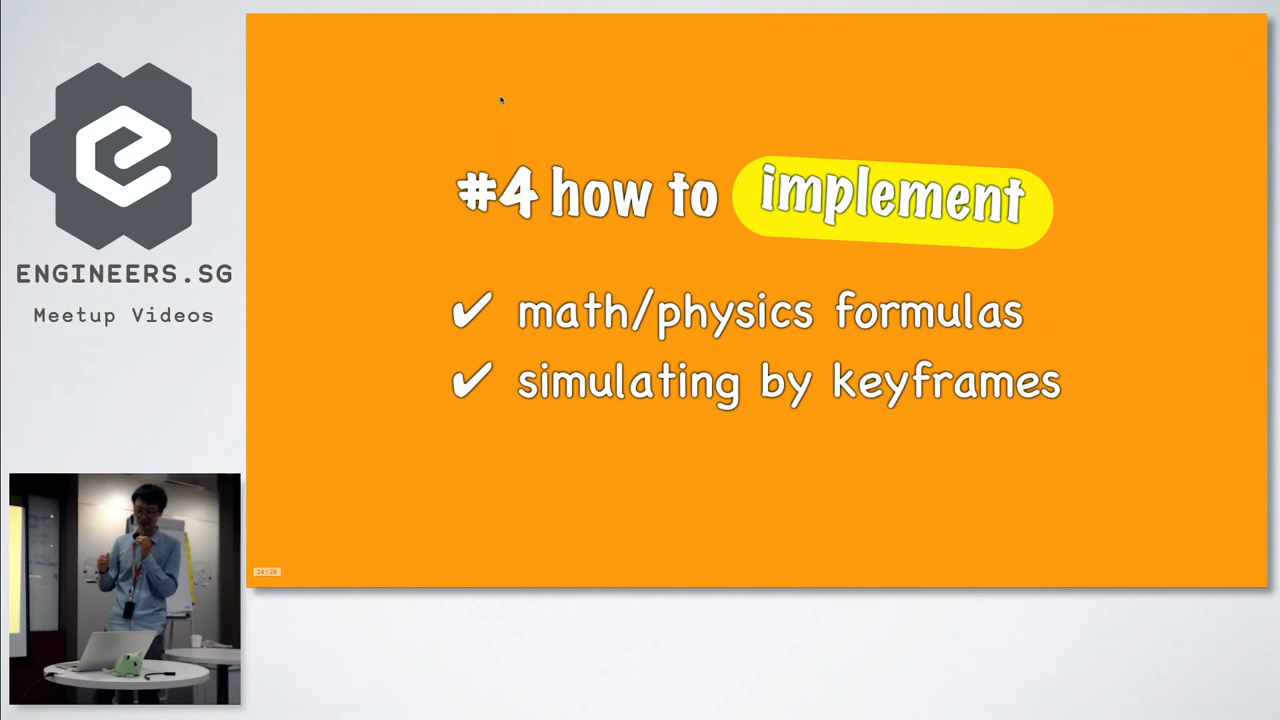 ENGINEERS.SG
Meetup Videos
#4 how to implement
✔ math/physics formulas
✔ simulating by keyframes